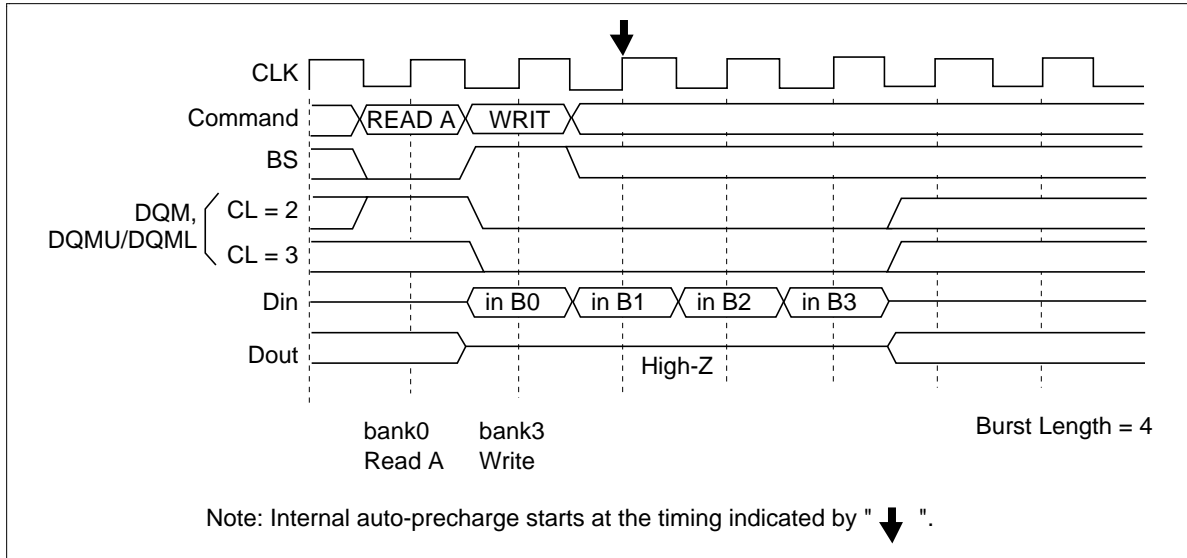 CLK
Command READ A WRIT
BS
DQM,
DQMU/DQML
CL = 2
CL = 3
Din in B0 in B1 in B2 in B3
Dout High-Z
bank0 bank3 Burst Length = 4
Read A Write
Note: Internal auto-precharge starts at the timing indicated by " ".